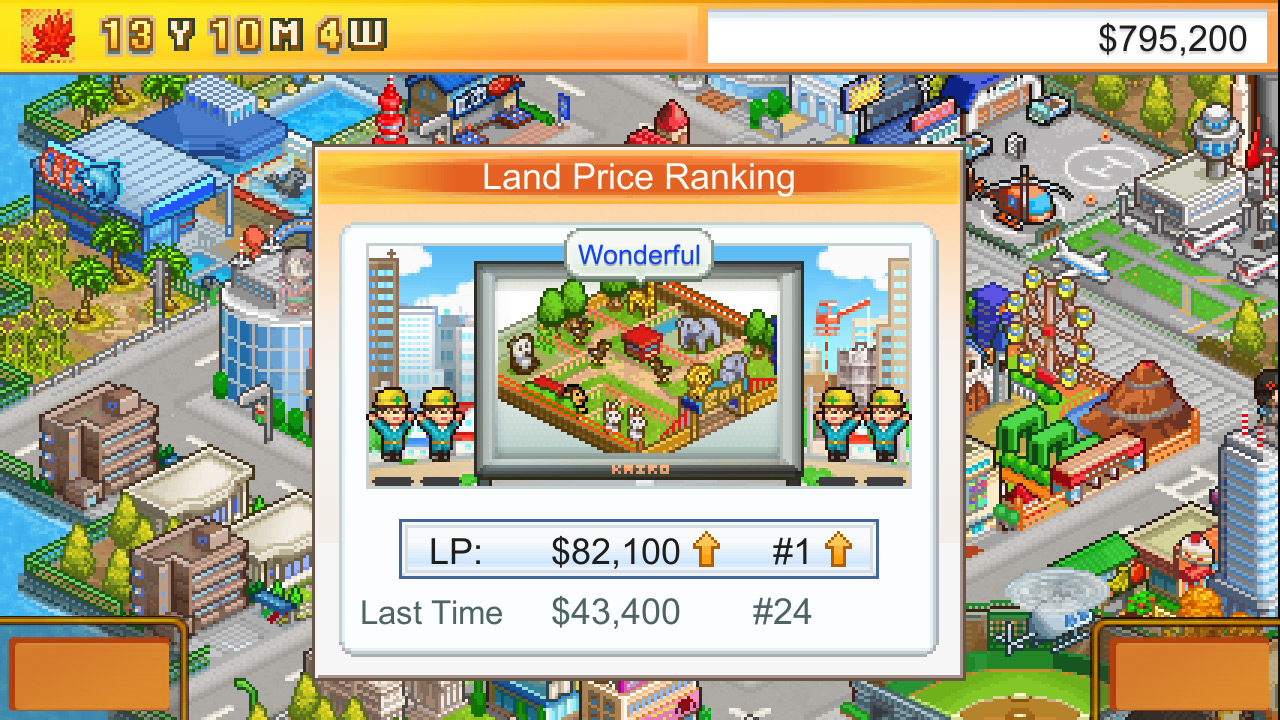 13 Y 10 M 4 W
$795,200
Land Price Ranking
Wonderful
KAIRO
LP: $82,100 #1
Last Time $43,400 #24
H